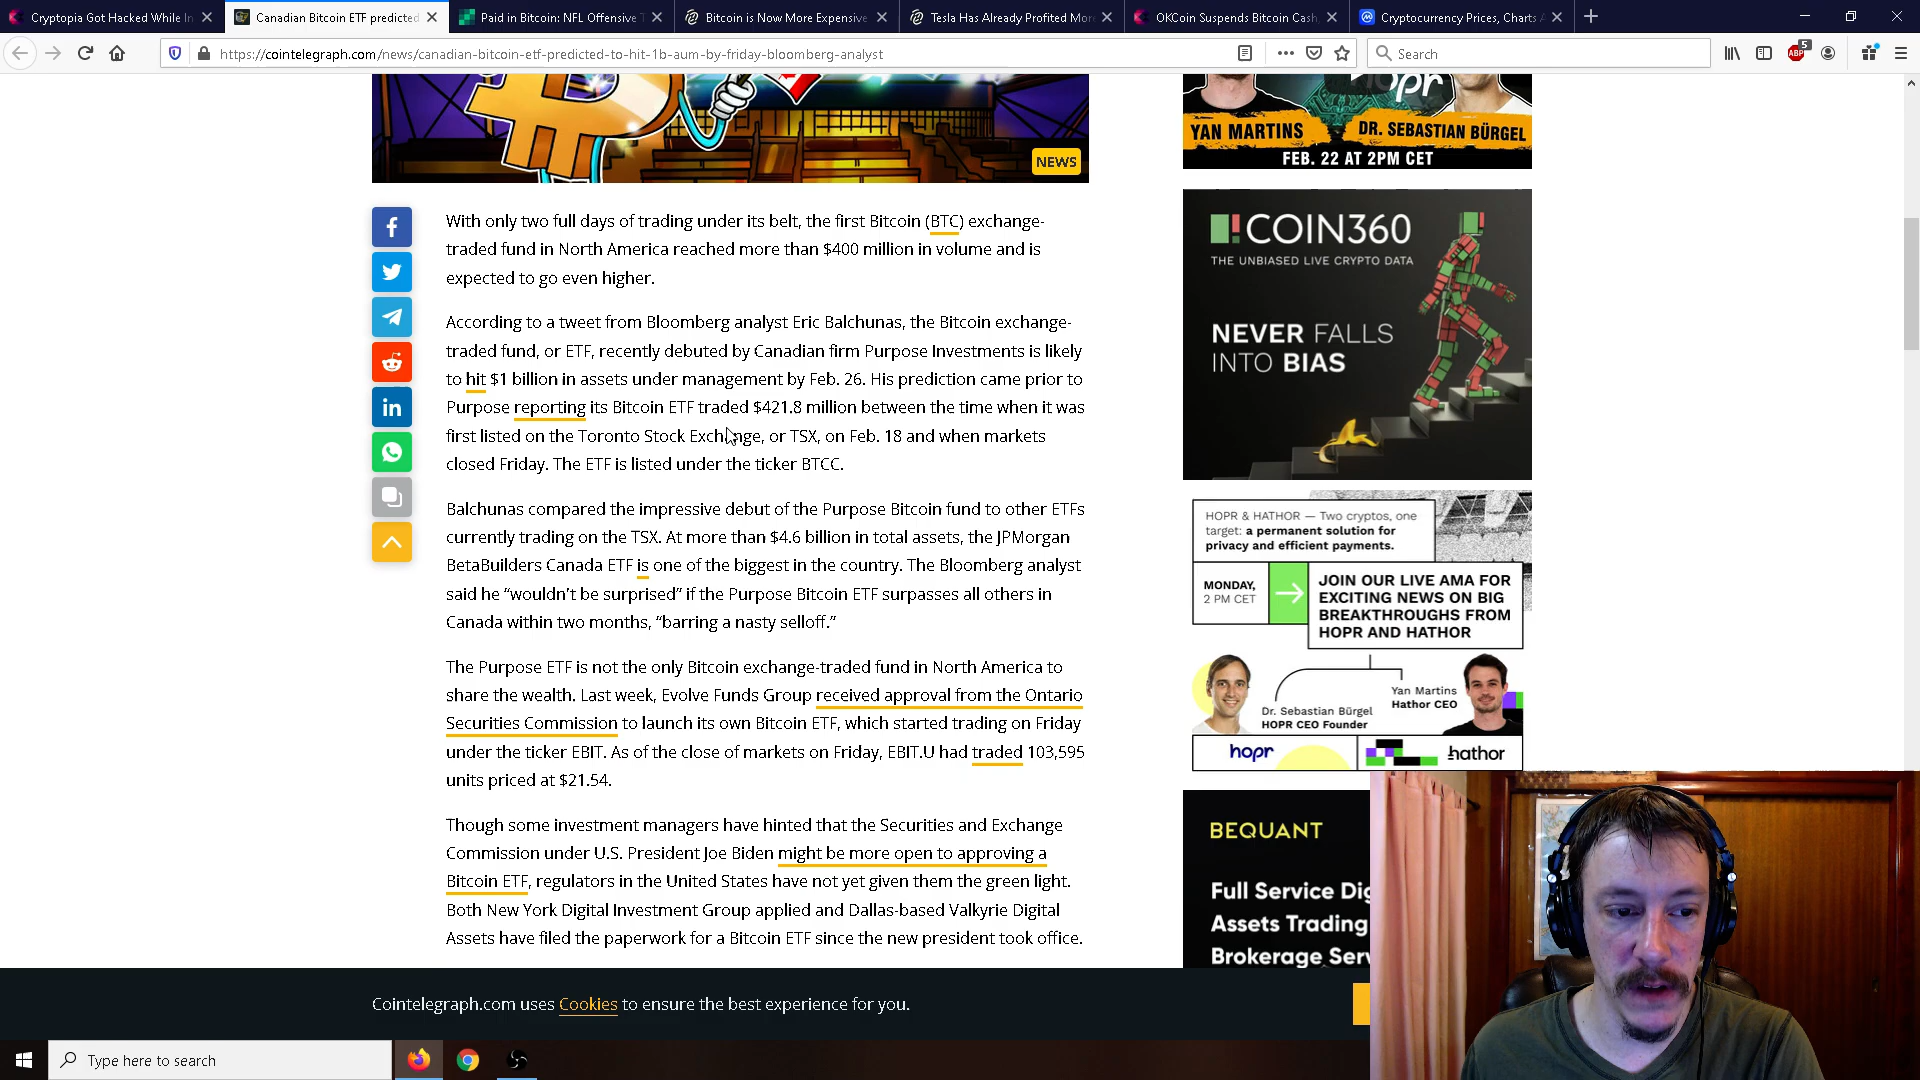 Cryptopia Got Hacked While In
Canadian Bitcoin ETF predicted
Paid in Bitcoin: NFL Offensive T
Bitcoin is Now More Expensive
Tesla Has Already Profited Mor
OKCoin Suspends Bitcoin Cash,
Cryptocurrency Prices, Charts A
https://cointelegraph.com/news/canadian-bitcoin-etf-predicted-to-hit-1b-aum-by-friday-bloomberg-analyst
Search
ABP
5
NEWS
With only two full days of trading under its belt, the first Bitcoin (BTC) exchange-
traded fund in North America reached more than $400 million in volume and is
expected to go even higher.
According to a tweet from Bloomberg analyst Eric Balchunas, the Bitcoin exchange-
traded fund, or ETF, recently debuted by Canadian firm Purpose Investments is likely
to hit $1 billion in assets under management by Feb. 26. His prediction came prior to
Purpose reporting its Bitcoin ETF traded $421.8 million between the time when it was
first listed on the Toronto Stock Exchange, or TSX, on Feb. 18 and when markets
closed Friday. The ETF is listed under the ticker BTCC.
Balchunas compared the impressive debut of the Purpose Bitcoin fund to other ETFs
currently trading on the TSX. At more than $4.6 billion in total assets, the JPMorgan
BetaBuilders Canada ETF is one of the biggest in the country. The Bloomberg analyst
said he “wouldn’t be surprised” if the Purpose Bitcoin ETF surpasses all others in
Canada within two months, “barring a nasty selloff.”
The Purpose ETF is not the only Bitcoin exchange-traded fund in North America to
share the wealth. Last week, Evolve Funds Group received approval from the Ontario
Securities Commission to launch its own Bitcoin ETF, which started trading on Friday
under the ticker EBIT. As of the close of markets on Friday, EBIT.U had traded 103,595
units priced at $21.54.
Though some investment managers have hinted that the Securities and Exchange
Commission under U.S. President Joe Biden might be more open to approving a
Bitcoin ETF, regulators in the United States have not yet given them the green light.
Both New York Digital Investment Group applied and Dallas-based Valkyrie Digital
Assets have filed the paperwork for a Bitcoin ETF since the new president took office.
hopr
YAN MARTINS
DR. SEBASTIAN BÜRGEL
FEB. 22 AT 2PM CET
COIN360
THE UNBIASED LIVE CRYPTO DATA
NEVER FALLS
INTO BIAS
HOPR & HATHOR — Two cryptos, one
target: a permanent solution for
privacy and efficient payments.
MONDAY,
2 PM CET
JOIN OUR LIVE AMA FOR
EXCITING NEWS ON BIG
BREAKTHROUGHS FROM
HOPR AND HATHOR
Yan Martins
Hathor CEO
Dr. Sebastian Bürgel
HOPR CEO Founder
hopr
hathor
BEQUANT
Full Service Dig
Assets Trading
Brokerage Serv
Cointelegraph.com uses Cookies to ensure the best experience for you.
Type here to search